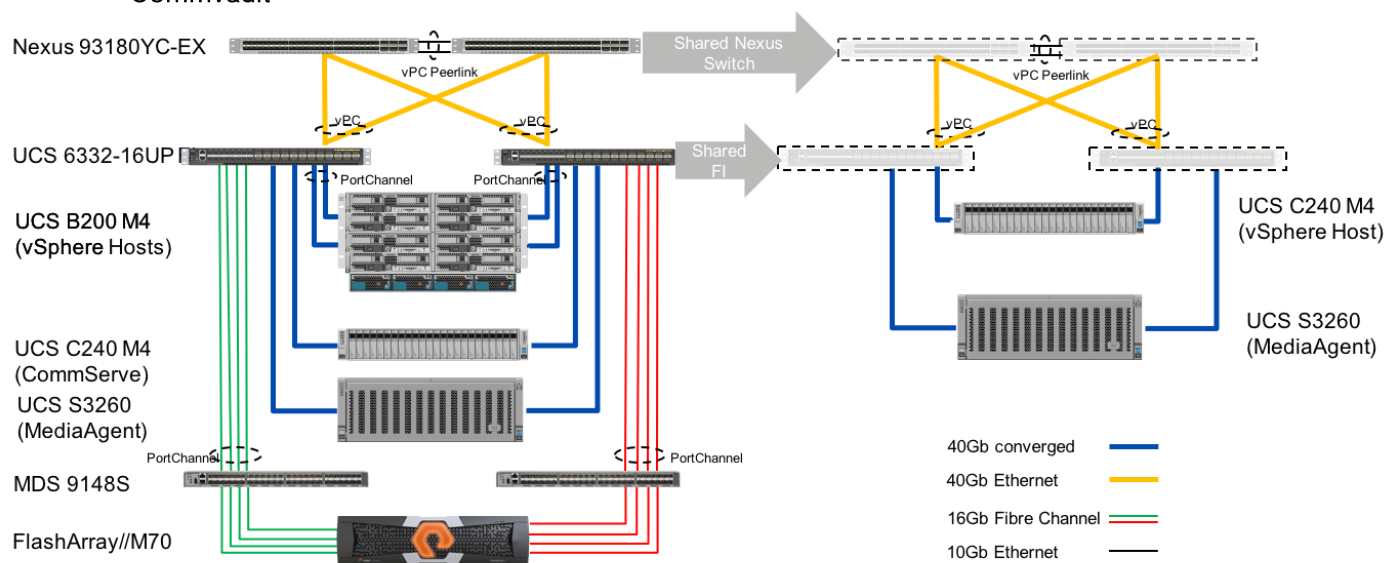 Commvault
Nexus 93180YC-EX
vPC Peerlink
Shared Nexus
Switch
vPC Peerlink
vPC
vPC
vPC
vPC
UCS 6332-16UP
Shared
FI
PortChannel
PortChannel
UCS B200 M4
(vSphere Hosts)
UCS C240 M4
(vSphere Host)
UCS C240 M4
(CommServe)
UCS S3260
(MediaAgent)
UCS S3260
(MediaAgent)
PortChannel
PortChannel
MDS 9148S
FlashArray//M70
40Gb converged
40Gb Ethernet
16Gb Fibre Channel
10Gb Ethernet